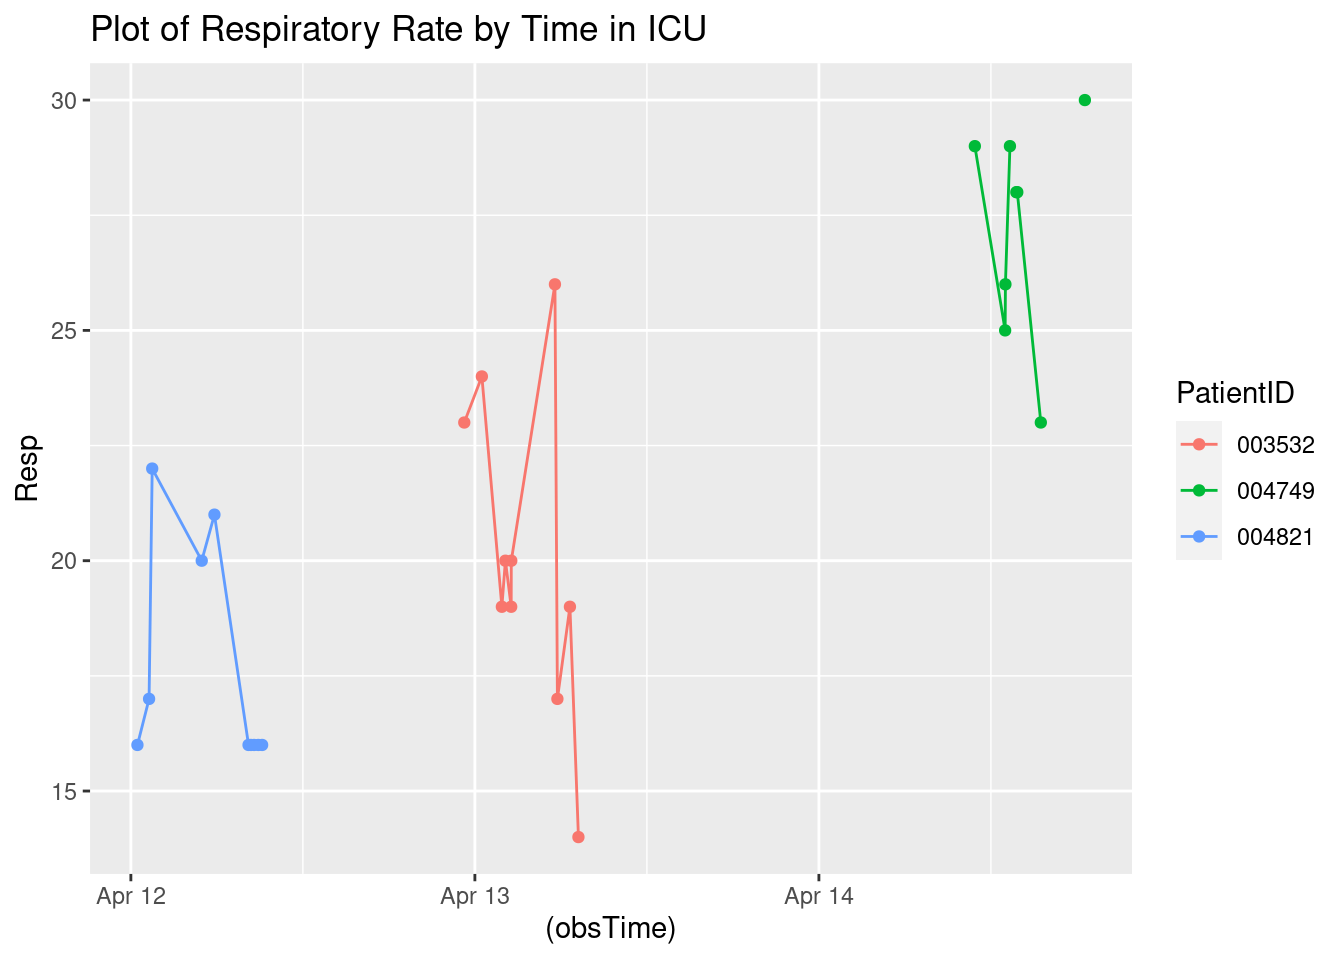 Plot of Respiratory Rate by Time in ICU
30
25
20
15
Resp
Apr 12
Apr 13
Apr 14
(obsTime)
PatientID
003532
004749
004821